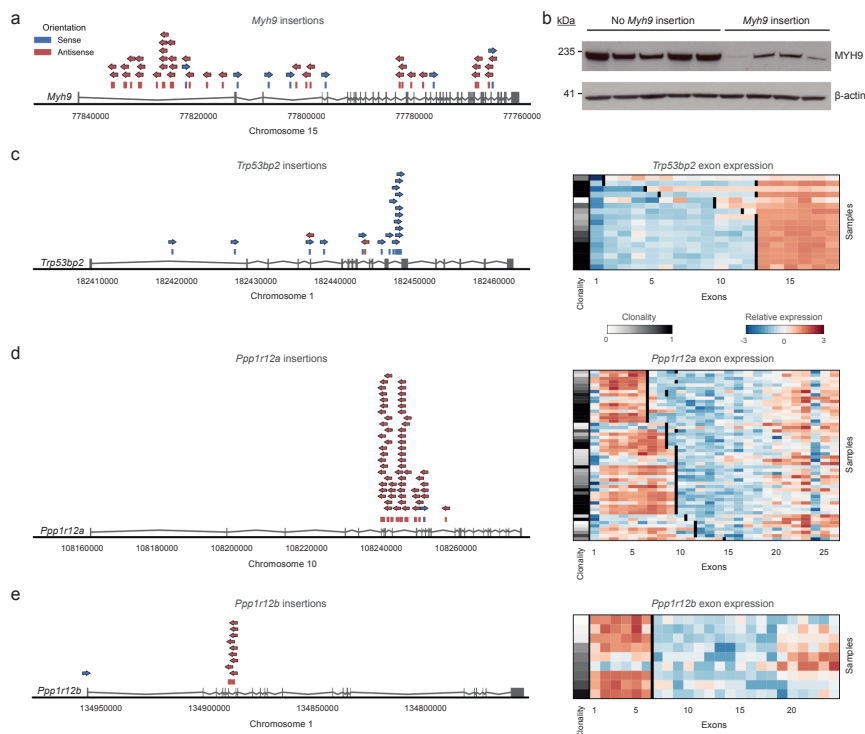 a
Myh9 insertions
Orientation
Sense
Antisense
Myh9
77840000 77820000 77800000 77780000 77760000
Chromosome 15
b
kDa No Myh9 insertion Myh9 insertion
235 MYH9
41 β-actin
c
Trp53bp2 insertions
Trp53bp2
182410000 182430000 182440000 182450000 182460000
Chromosome 1
Trp53bp2 exon expression
Samples
Clonality
1 5 10 15
Exons
Clonality
0 1
Relative expression
-3 0 3
d
Ppp1r12a insertions
Ppp1r12a
108160000 108180000 108200000 108220000 108240000 108260000
Chromosome 10
Ppp1r12a exon expression
Samples
Clonality
1 5 10 15 20 25
Exons
e
Ppp1r12b insertions
Ppp1r12b
134950000 134900000 134850000 134800000
Chromosome 1
Ppp1r12b exon expression
Samples
Clonality
1 5 10 15 20
Exons